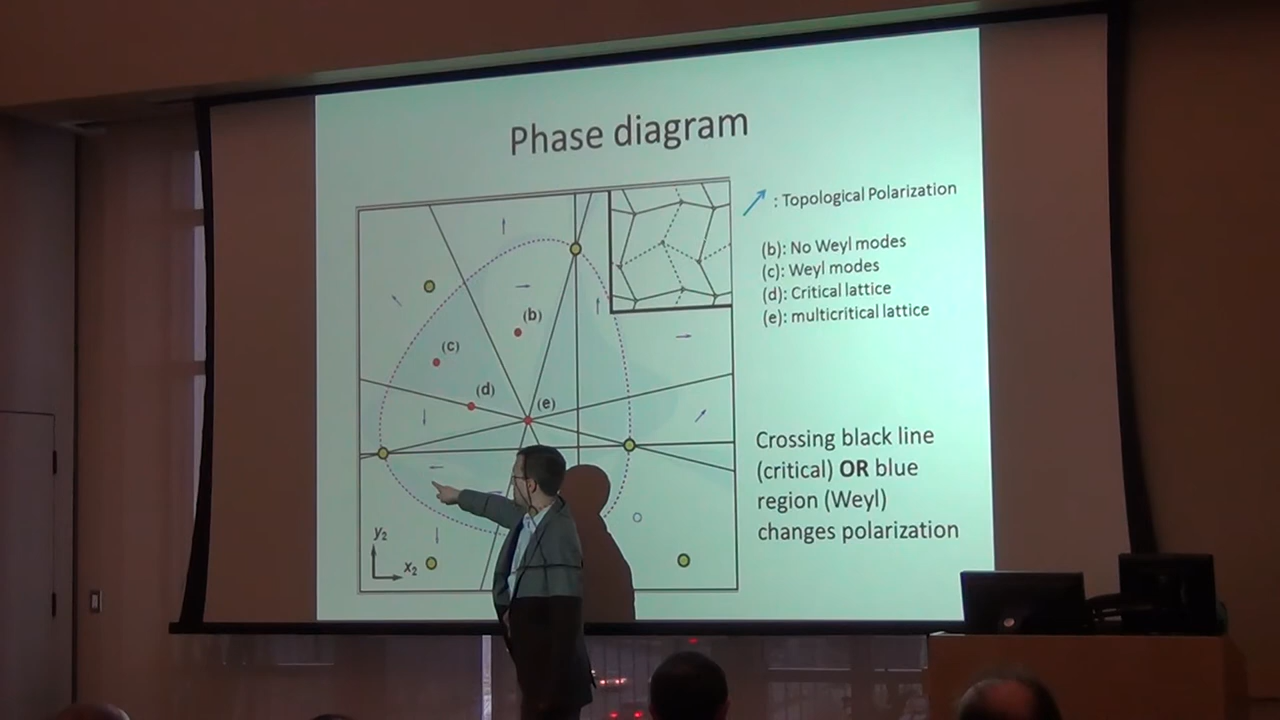 Phase diagram
: Topological Polarization
(b): No Weyl modes
(c): Weyl modes
(d): Critical lattice
(e): multicritical lattice
(b)
(c)
(d)
(e)
Crossing black line
(critical) OR blue
region (Weyl)
changes polarization
y2
x2